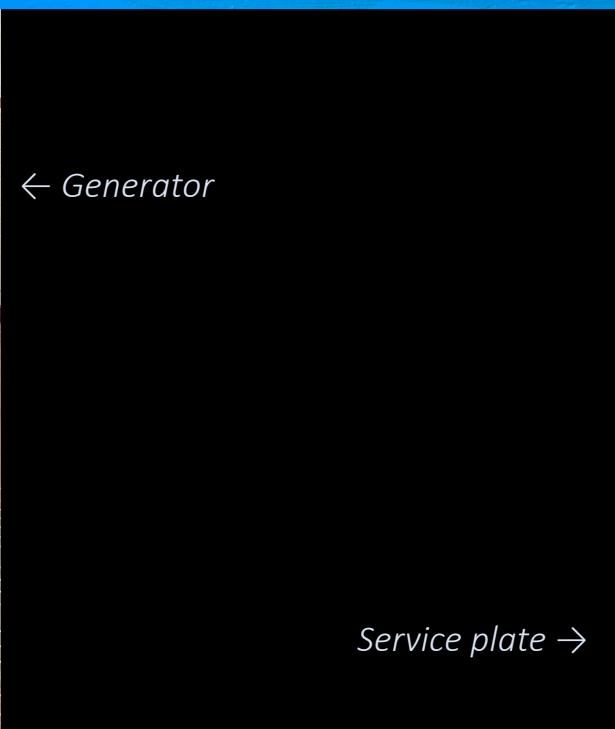 ← Generator
Service plate →